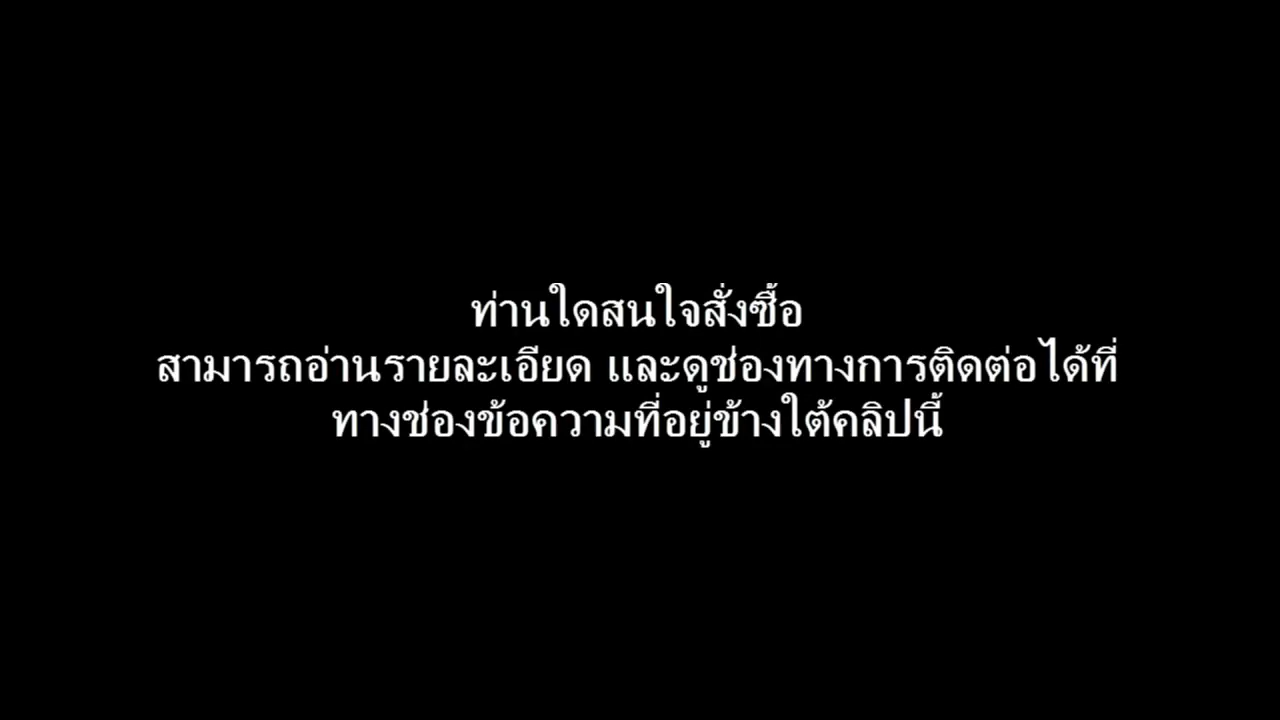 ท่านใดสนใจสั่งซื้อ
สามารถอ่านรายละเอียด และดูช่องทางการติดต่อได้ที่
ทางช่องข้อความที่อยู่ข้างใต้คลิปนี้